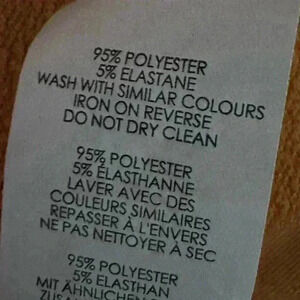 95% POLYESTER
5% ELASTANE
WASH WITH SIMILAR COLOURS
IRON ON REVERSE
DO NOT DRY CLEAN
95% POLYESTER
5% ELASTHANNE
LAVER AVEC DES
COULEURS SIMILAIRES
REPASSER À L'ENVERS
NE PAS NETTOYER À SEC
95% POLYESTER
5% ELASTHAN
MIT ÄHNLICHEN